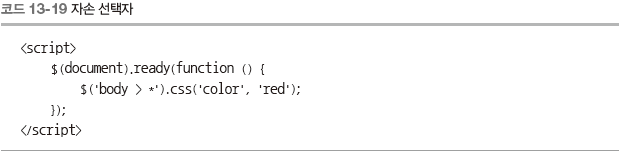 코드 13-19 자손 선택자
<script>
$(document).ready(function () {
$('body > *').css('color', 'red');
});
</script>